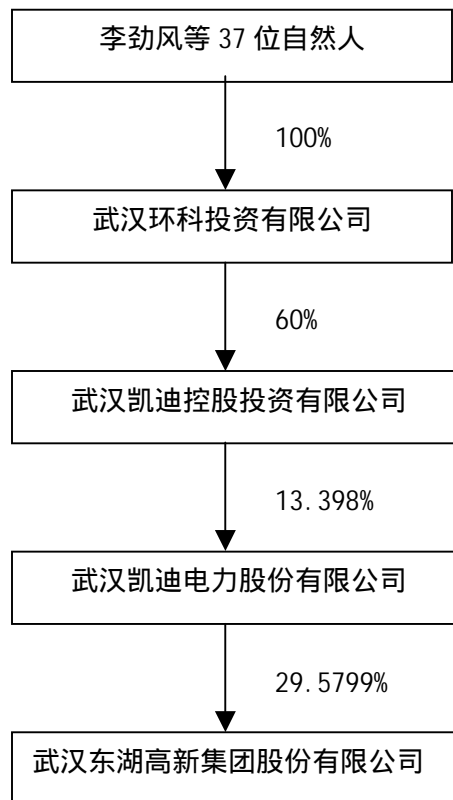 李劲风等 37 位自然人
100%
武汉环科投资有限公司
60%
武汉凯迪控股投资有限公司
13.398%
武汉凯迪电力股份有限公司
29.5799%
武汉东湖高新集团股份有限公司